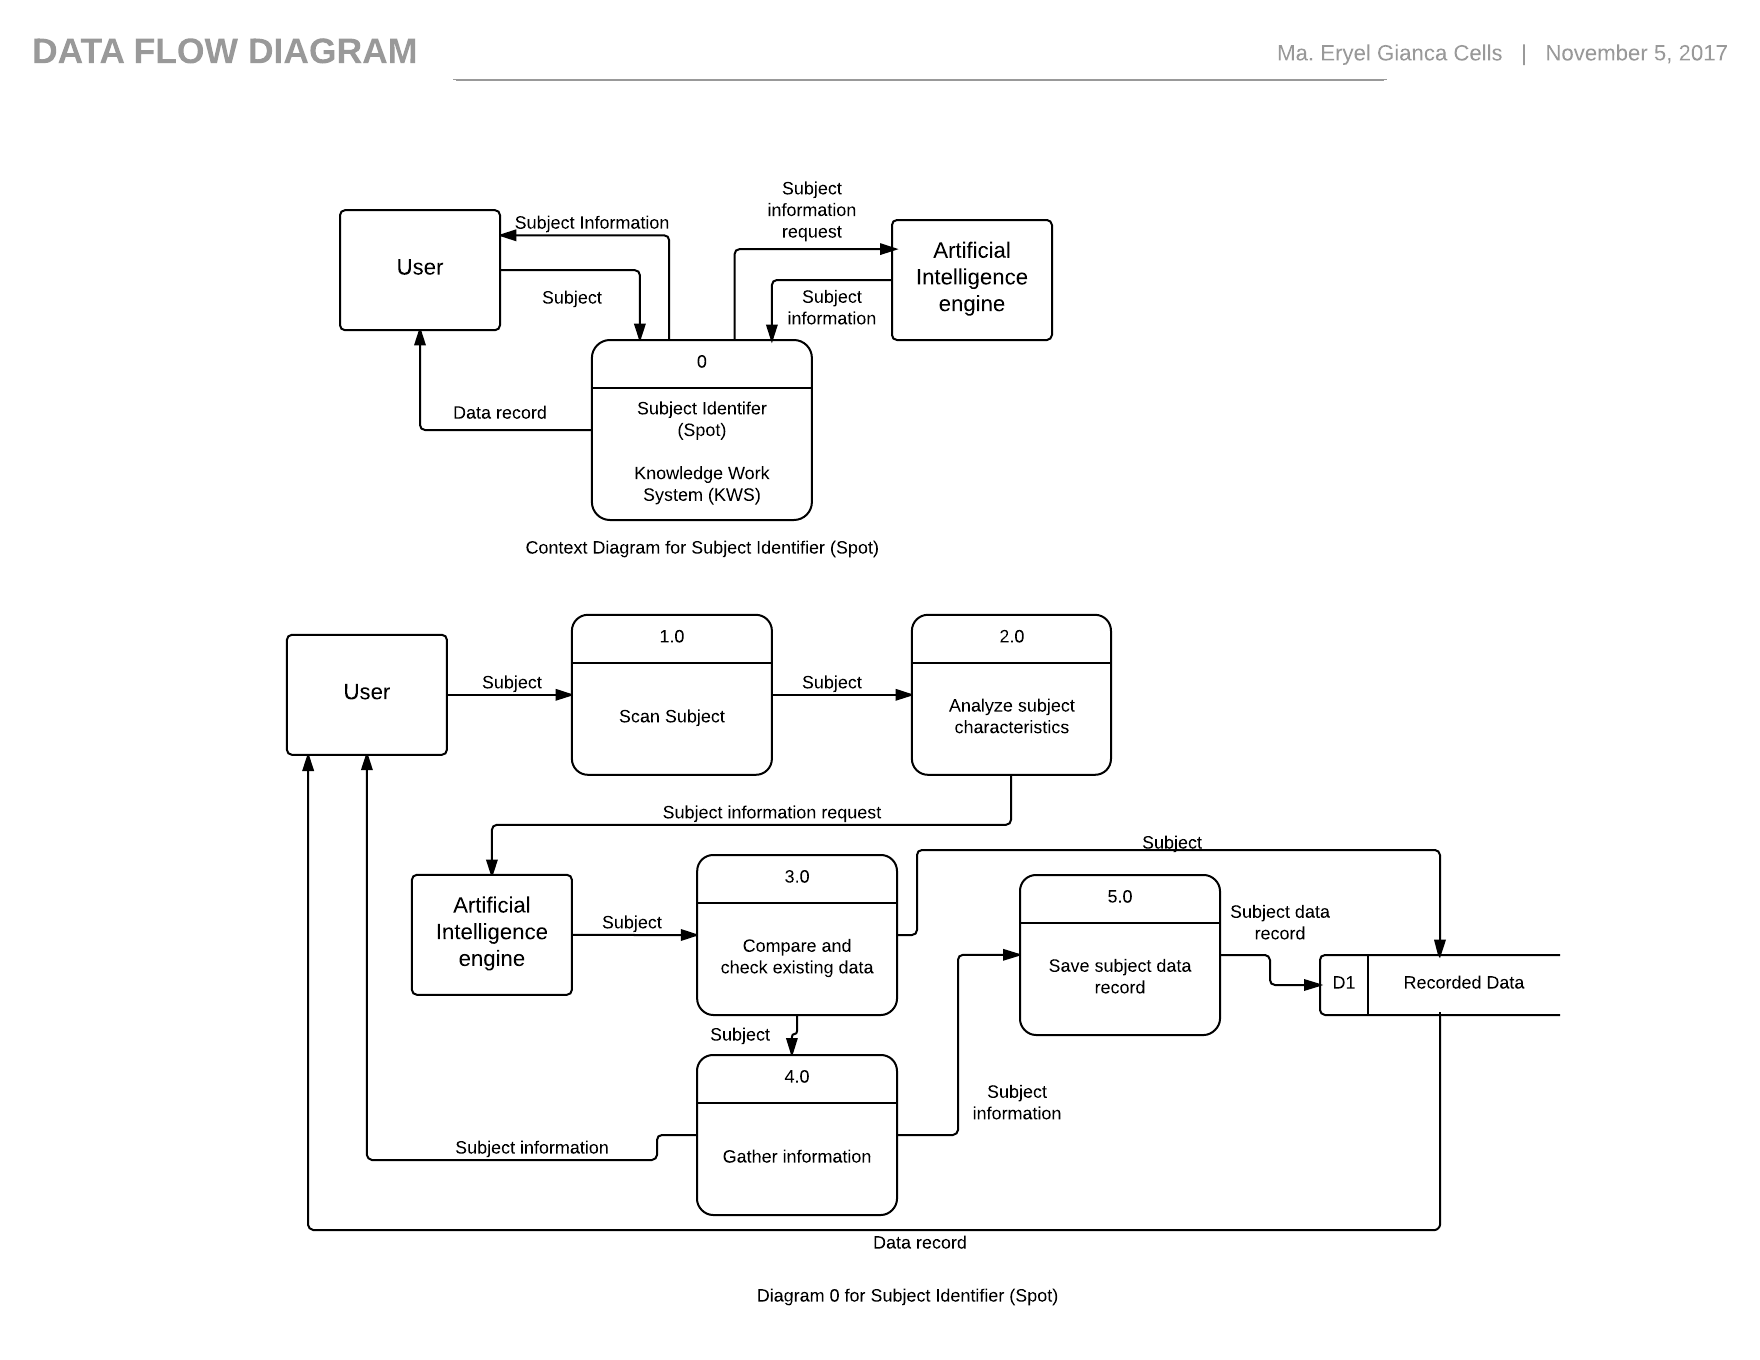 DATA FLOW DIAGRAM
Ma. Eryel Gianca Cells | November 5, 2017
Subject
information
request
Subject Information
User
Artificial
Intelligence
engine
Subject
Subject
information
0
Subject Identifer
(Spot)
Knowledge Work
System (KWS)
Data record
Context Diagram for Subject Identifier (Spot)
User
Subject
1.0
Scan Subject
Subject
2.0
Analyze subject
characteristics
Subject information request
Subject
Artificial
Intelligence
engine
Subject
3.0
Compare and
check existing data
5.0
Save subject data
record
Subject data
record
D1
Recorded Data
Subject
4.0
Gather information
Subject
information
Subject information
Data record
Diagram 0 for Subject Identifier (Spot)